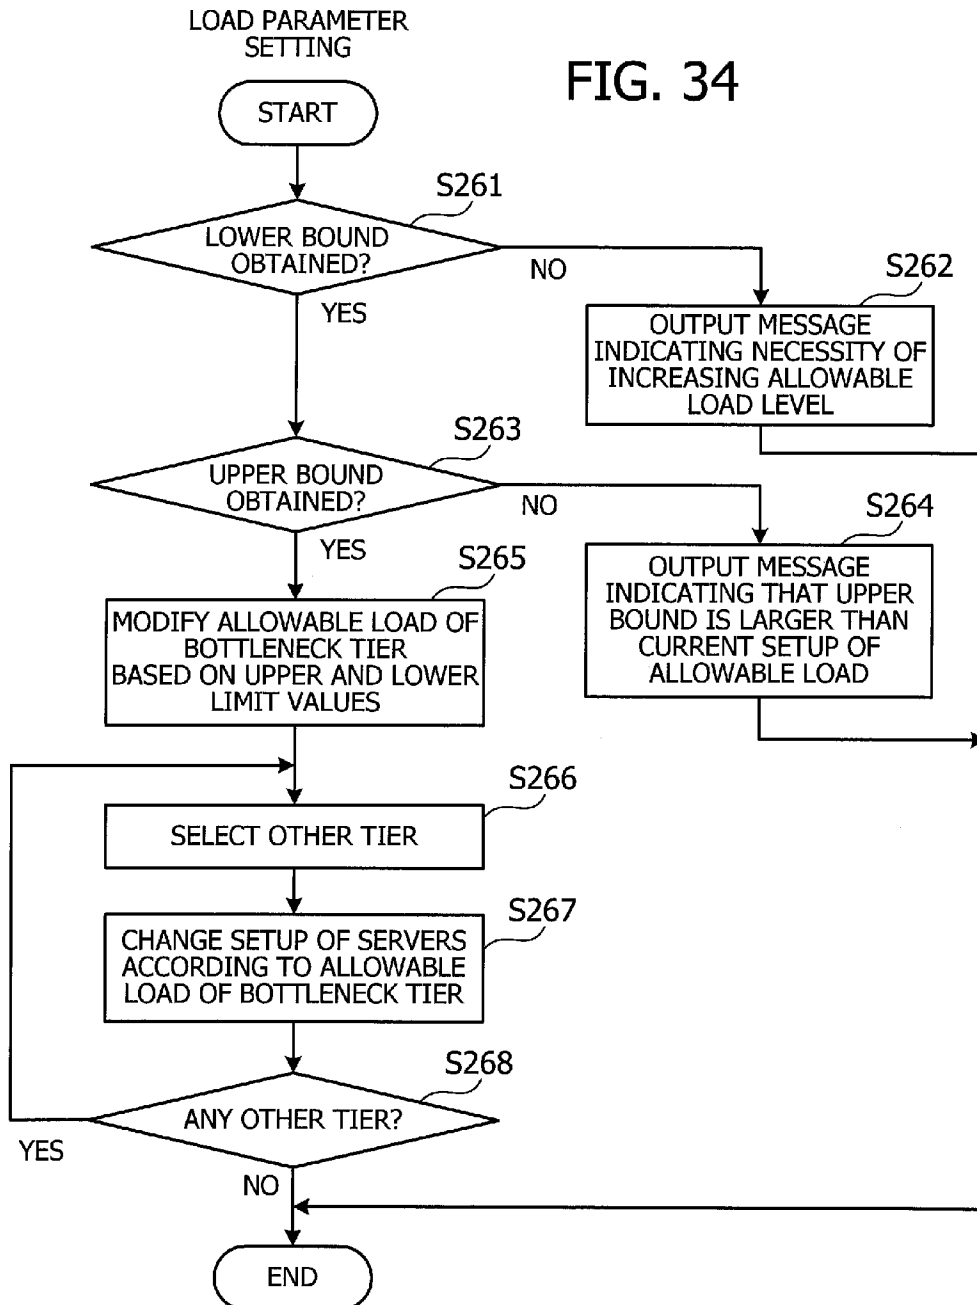 LOAD PARAMETER
SETTING
FIG. 34
START
S261
LOWER BOUND
OBTAINED?
NO
YES
S262
OUTPUT MESSAGE
INDICATING NECESSITY OF
INCREASING ALLOWABLE
LOAD LEVEL
S263
UPPER BOUND
OBTAINED?
NO
YES
S264
OUTPUT MESSAGE
INDICATING THAT UPPER
BOUND IS LARGER THAN
CURRENT SETUP OF
ALLOWABLE LOAD
S265
MODIFY ALLOWABLE LOAD OF
BOTTLENECK TIER
BASED ON UPPER AND LOWER
LIMIT VALUES
S266
SELECT OTHER TIER
S267
CHANGE SETUP OF SERVERS
ACCORDING TO ALLOWABLE
LOAD OF BOTTLENECK TIER
S268
ANY OTHER TIER?
YES
NO
END